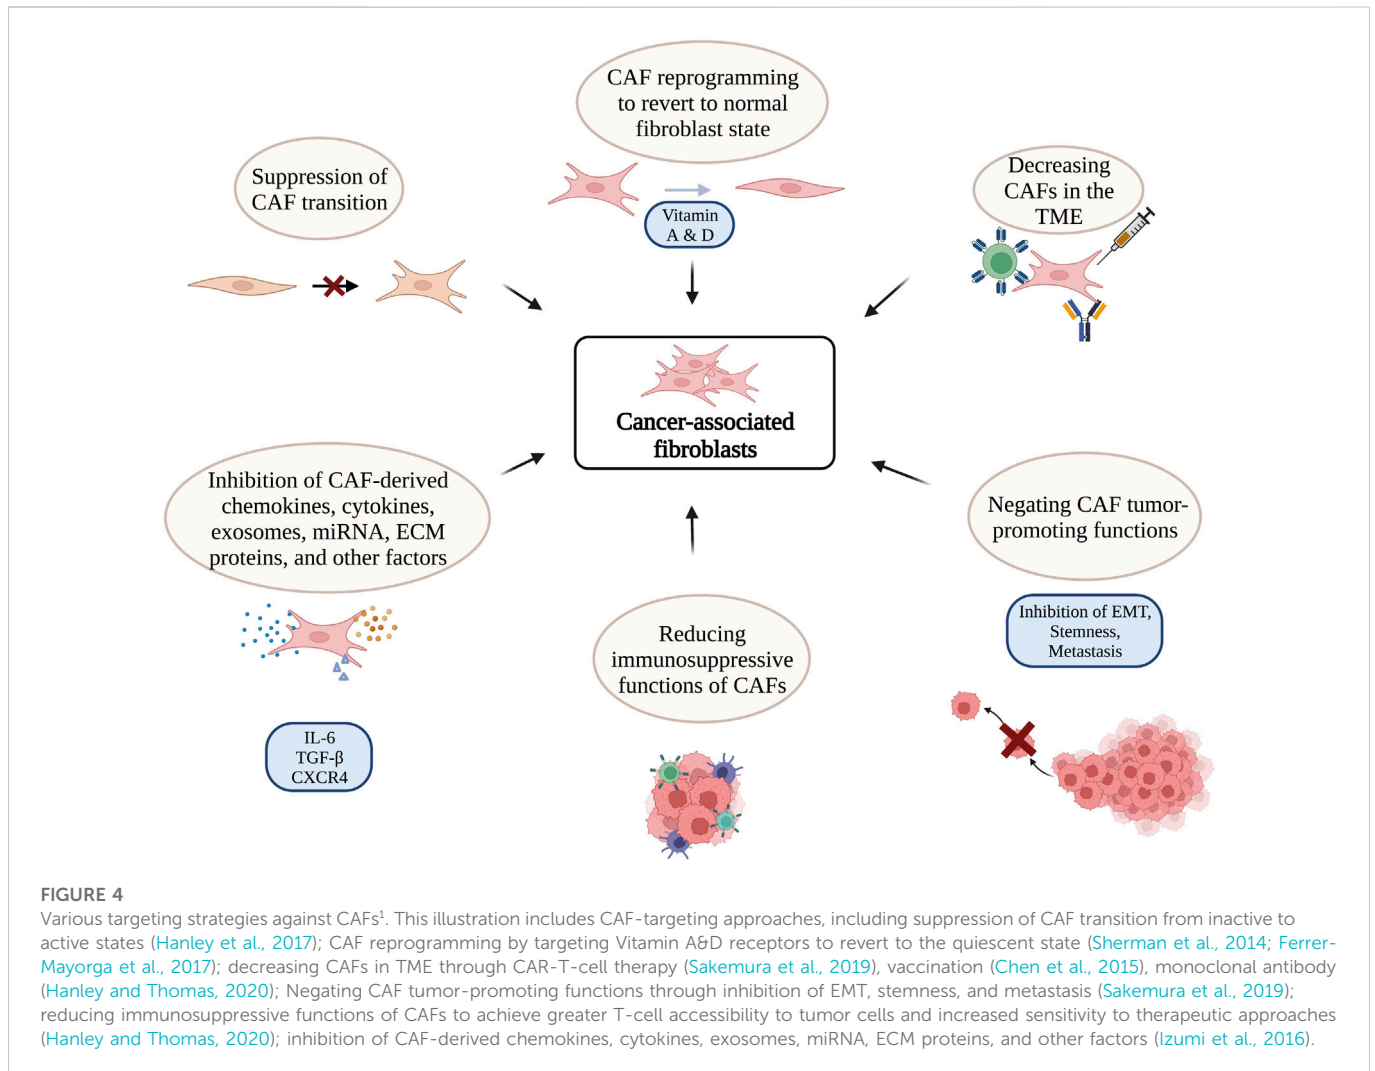 CAF reprogramming
to revert to normal
fibroblast state
Vitamin
A & D
Suppression of
CAF transition
Decreasing
CAFs in the
TME
Cancer-associated
fibroblasts
Inhibition of CAF-derived
chemokines, cytokines,
exosomes, miRNA, ECM
proteins, and other factors
IL-6
TGF-β
CXCR4
Reducing
immunosuppressive
functions of CAFs
Negating CAF tumor-
promoting functions
Inhibition of EMT,
Stemness,
Metastasis
FIGURE 4
Various targeting strategies against CAFs¹. This illustration includes CAF-targeting approaches, including suppression of CAF transition from inactive to
active states (Hanley et al., 2017); CAF reprogramming by targeting Vitamin A&D receptors to revert to the quiescent state (Sherman et al., 2014; Ferrer-
Mayorga et al., 2017); decreasing CAFs in TME through CAR-T-cell therapy (Sakemura et al., 2019), vaccination (Chen et al., 2015), monoclonal antibody
(Hanley and Thomas, 2020); Negating CAF tumor-promoting functions through inhibition of EMT, stemness, and metastasis (Sakemura et al., 2019);
reducing immunosuppressive functions of CAFs to achieve greater T-cell accessibility to tumor cells and increased sensitivity to therapeutic approaches
(Hanley and Thomas, 2020); inhibition of CAF-derived chemokines, cytokines, exosomes, miRNA, ECM proteins, and other factors (Izumi et al., 2016).